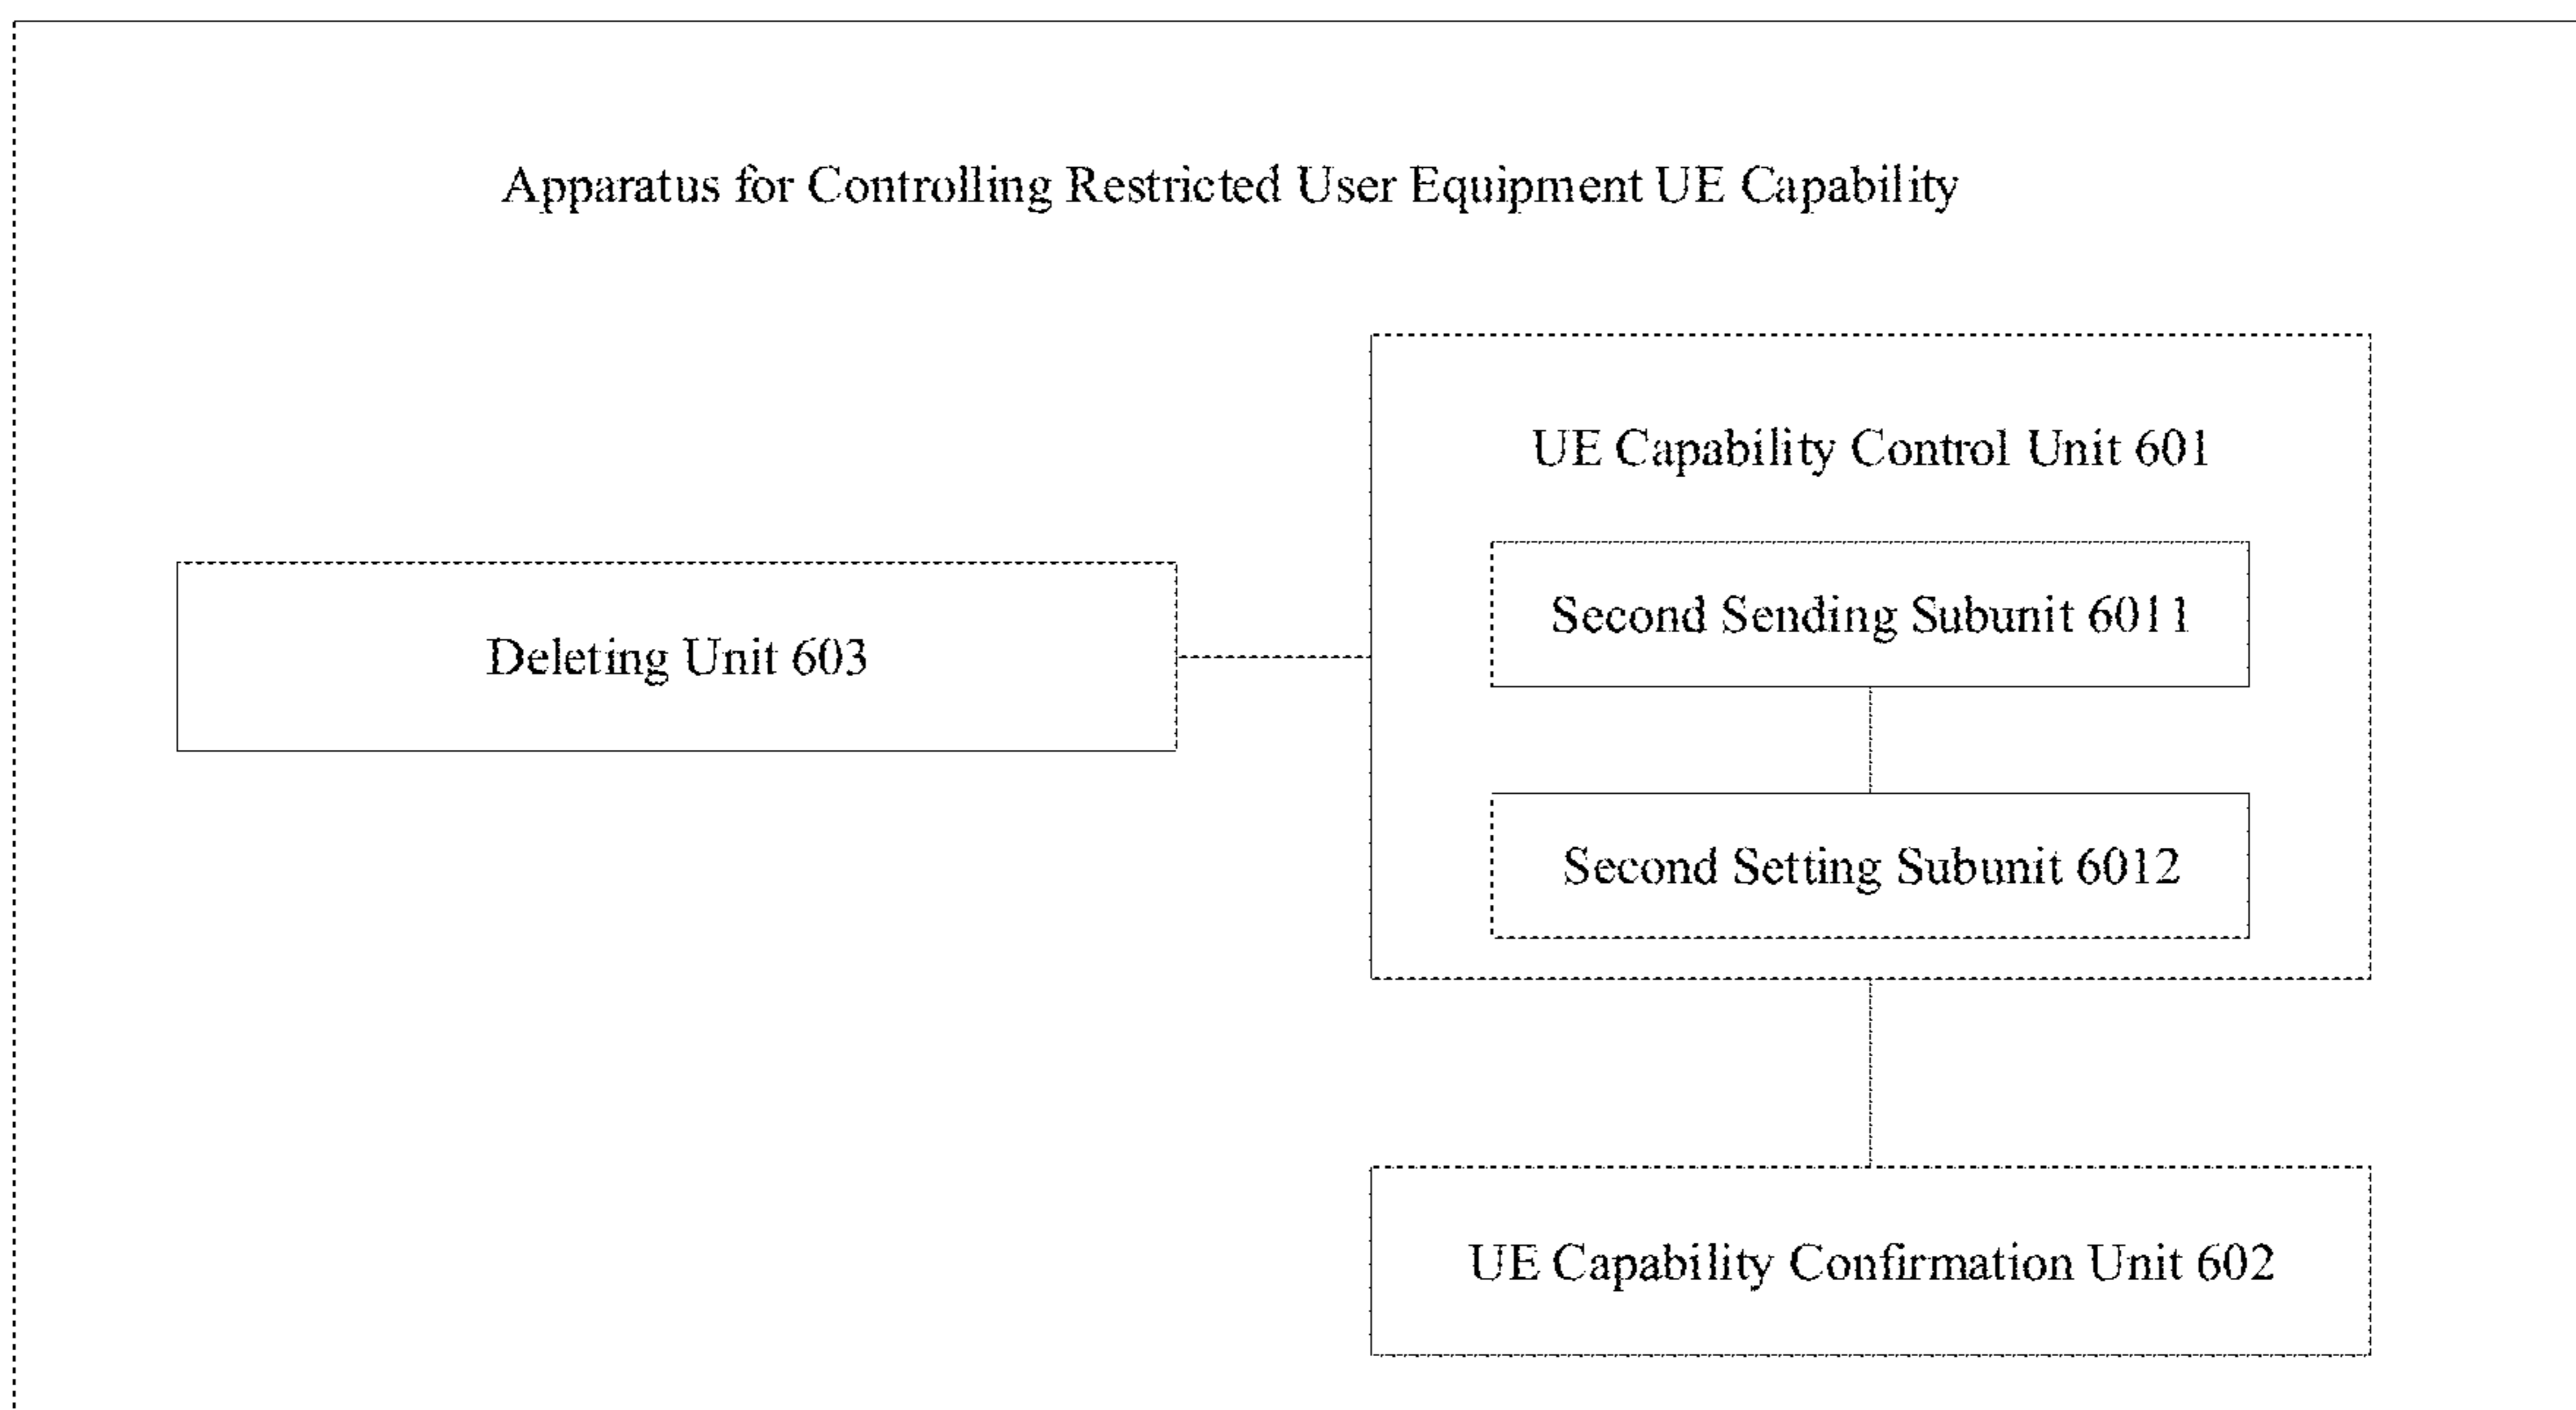 Apparatus for Controlling Restricted User Equipment UE Capability
UE Capability Control Unit 601
Second Sending Subunit 6011
Deleting Unit 603
Second Setting Subunit 6012
UE Capability Confirmation Unit 602